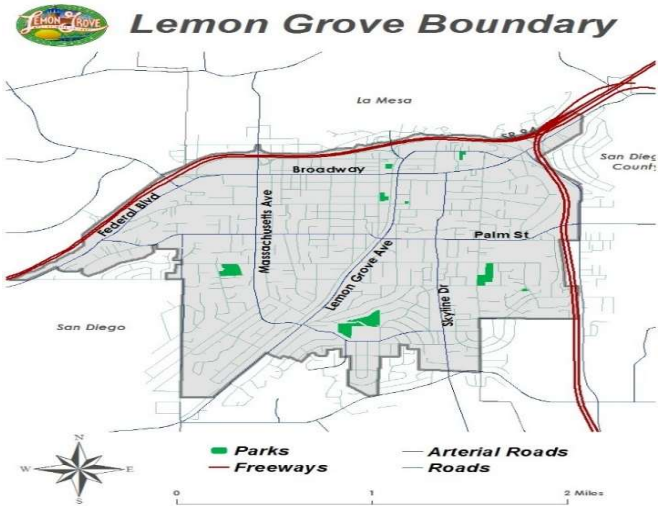 LEMON GROVE
Lemon Grove Boundary
La Mesa
SR 94
San Dieg
County
Broadway
Federal Blvd
Massachusetts Ave
Lemon Grove Ave
Palm St
Skyline Dr
San Diego
N
W
E
S
Parks
Freeways
Arterial Roads
Roads
0
1
2 Miles